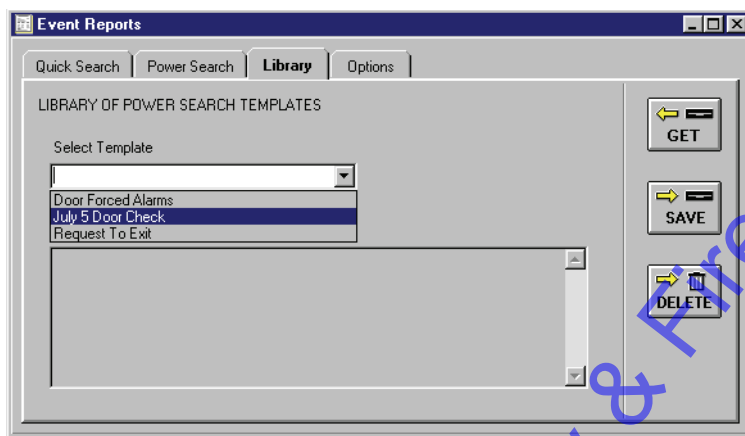 Event Reports
Quick Search Power Search Library Options
LIBRARY OF POWER SEARCH TEMPLATES
Select Template
Door Forced Alarms
July 5 Door Check
Request To Exit
GET
SAVE
DELETE
& Fire